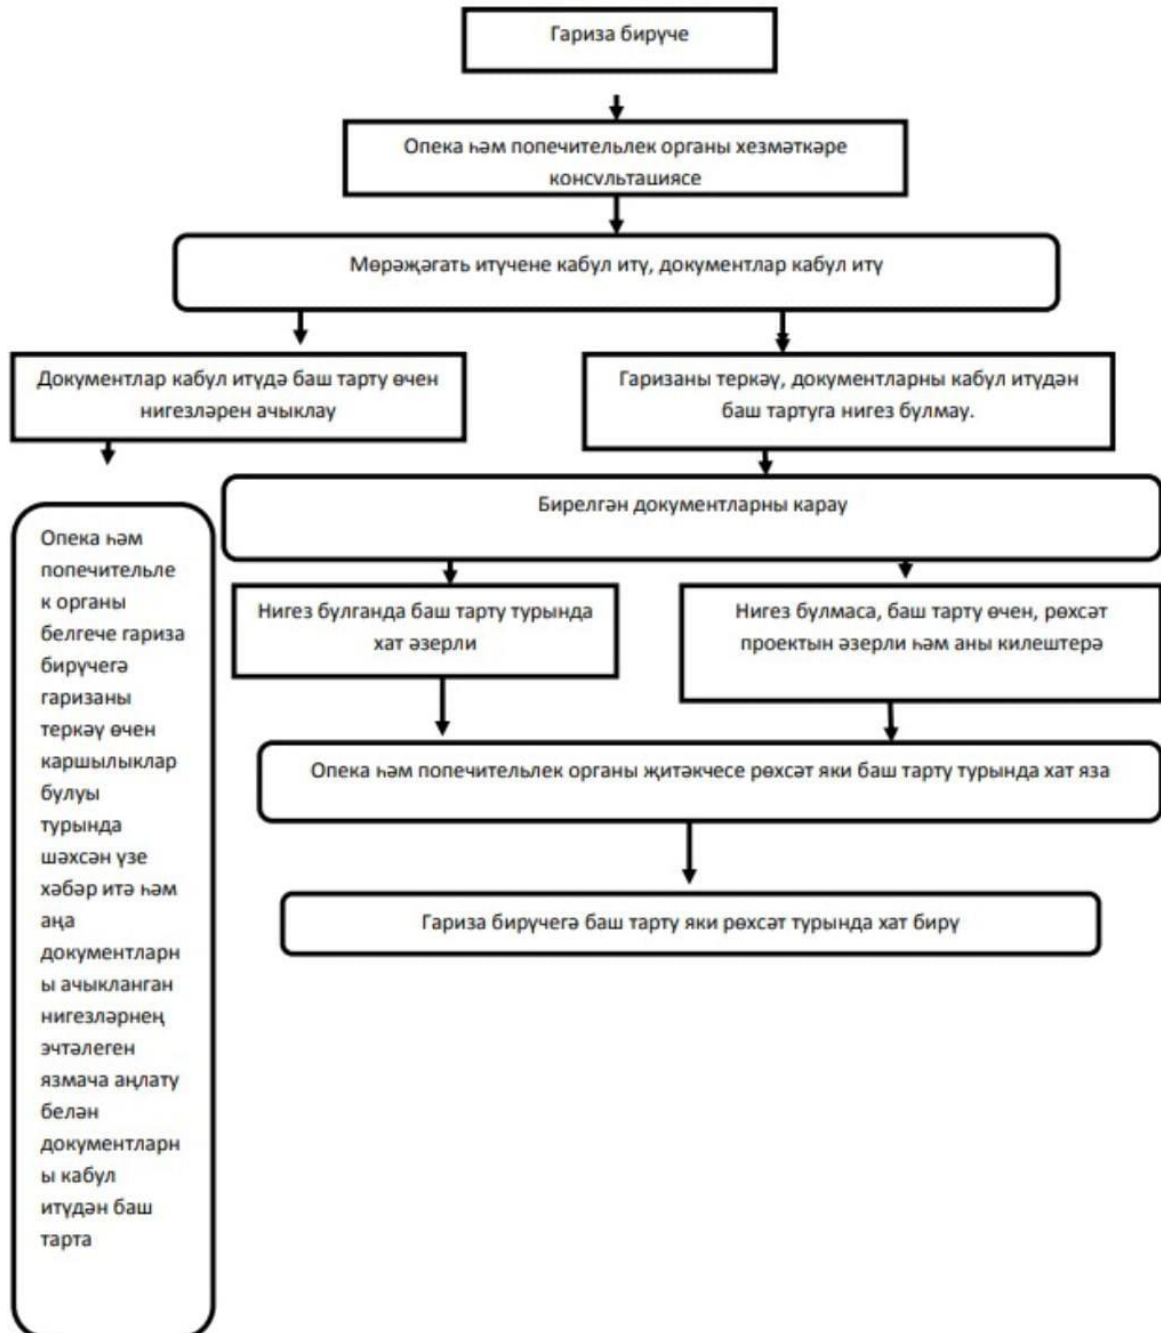 Гариза бирүче
Опека һәм попечительлек органы хезмәткәре
консультациясе
Мөрәҗәгать итүчене кабул итү, документлар кабул итү
Документлар кабул итүдә баш тарту өчен
нигезләрен ачыклау
Гаризаны теркәү, документларны кабул итүдән
баш тартуга нигез булмау.
Бирелгән документларны карау
Опека һәм
попечительле
к органы
белгече гариза
бирүчегә
гаризаны
теркәү өчен
каршылыклар
булуы
турында
шәхсән үзе
хәбәр итә һәм
аңа
документларн
ы ачыкланган
нигезләрнең
эчтәлеген
язмача аңлату
белән
документларн
ы кабул
итүдән баш
тарта
Нигез булганда баш тарту турында
хат әзерли
Нигез булмаса, баш тарту өчен, рөхсәт
проектын әзерли һәм аны килештерә
Опека һәм попечительлек органы җитәкчесе рөхсәт яки баш тарту турында хат яза
Гариза бирүчегә баш тарту яки рөхсәт турында хат бирү